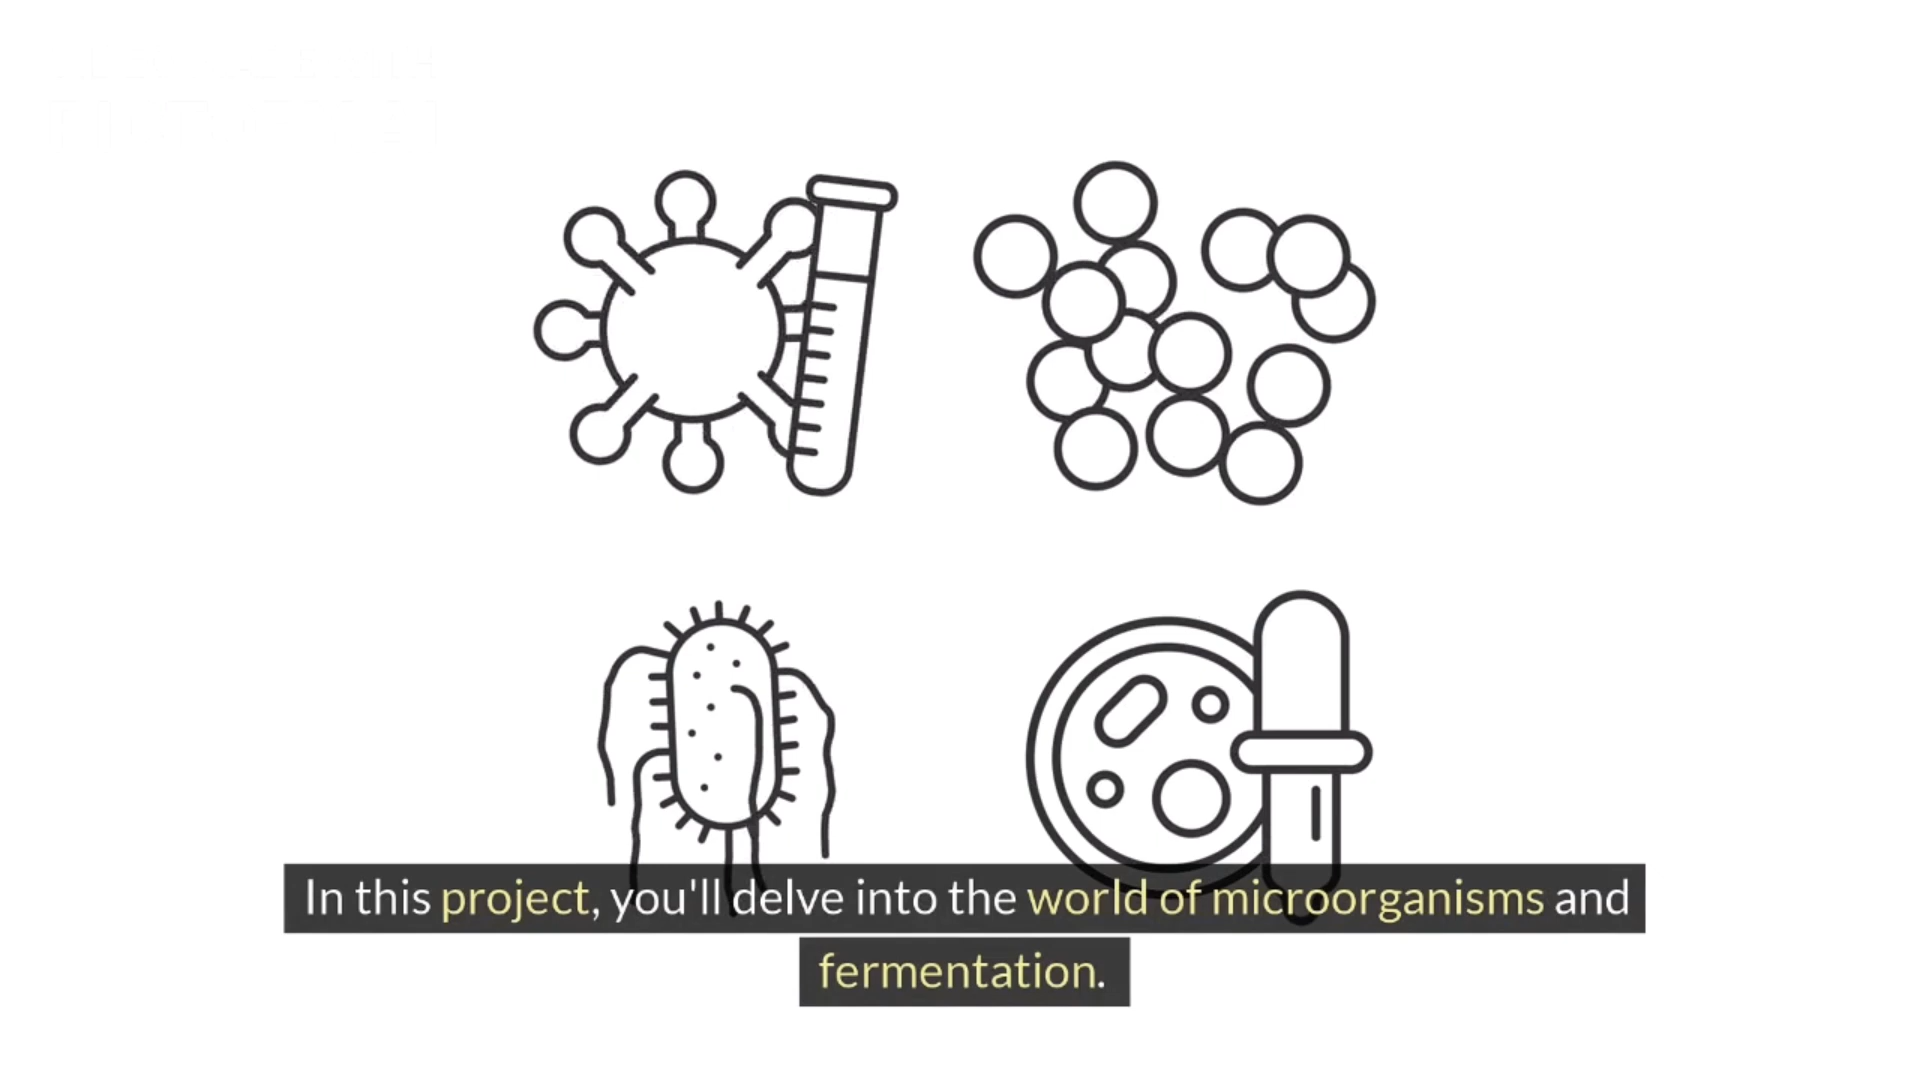 In this project, you'll delve into the world of microorganisms and
fermentation.